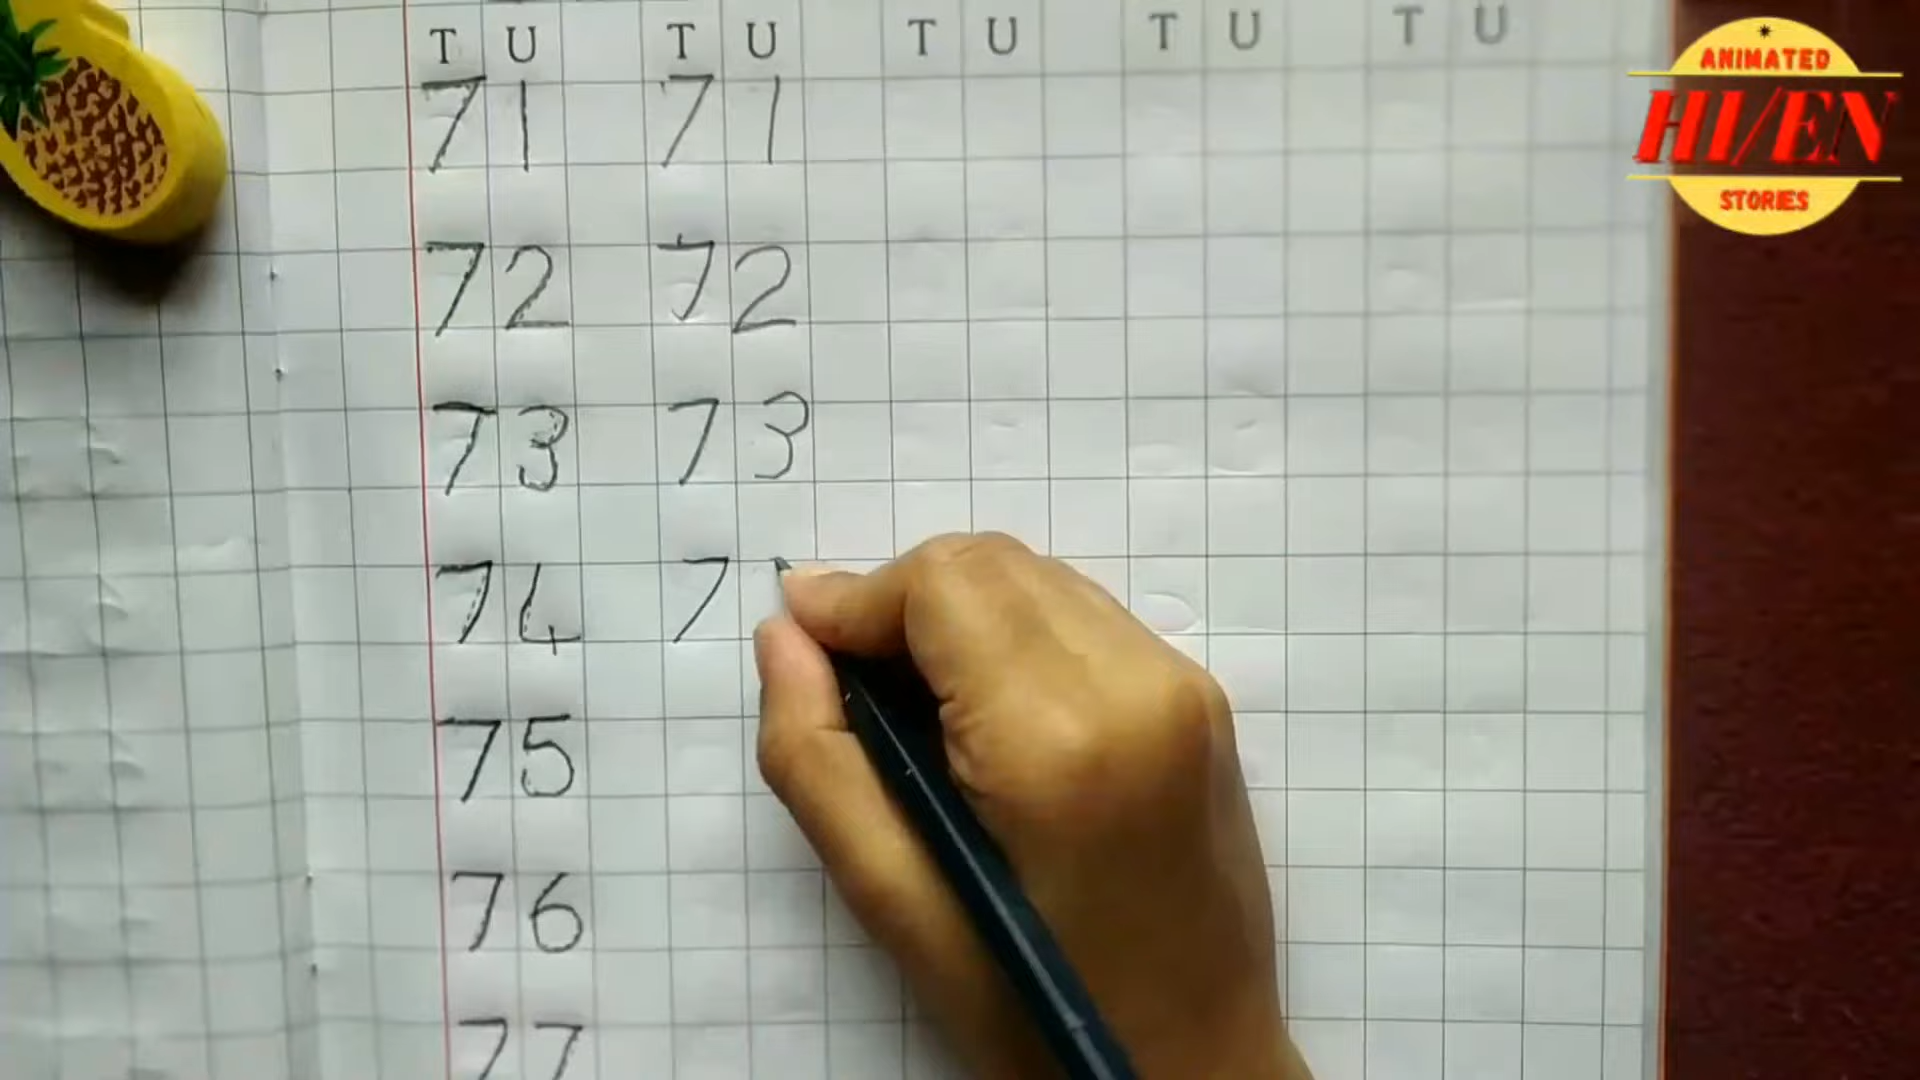 T U T U T U T U T U
71 71
72 72
73 73
74 7
75
76
77
ANIMATED
HI/EN
STORIES